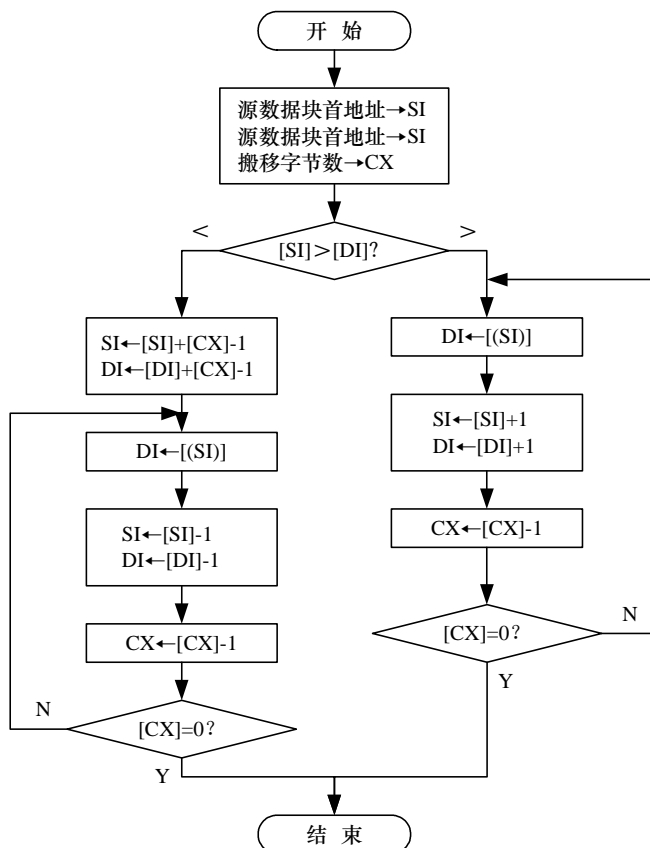 开 始
源数据块首地址→SI
源数据块首地址→SI
搬移字节数→CX
<
[SI]>[DI]?
>
SI←[SI]+[CX]-1
DI←[DI]+[CX]-1
DI←[(SI)]
SI←[SI]-1
DI←[DI]-1
CX←[CX]-1
N
[CX]=0?
Y
DI←[(SI)]
SI←[SI]+1
DI←[DI]+1
CX←[CX]-1
[CX]=0?
N
Y
结 束